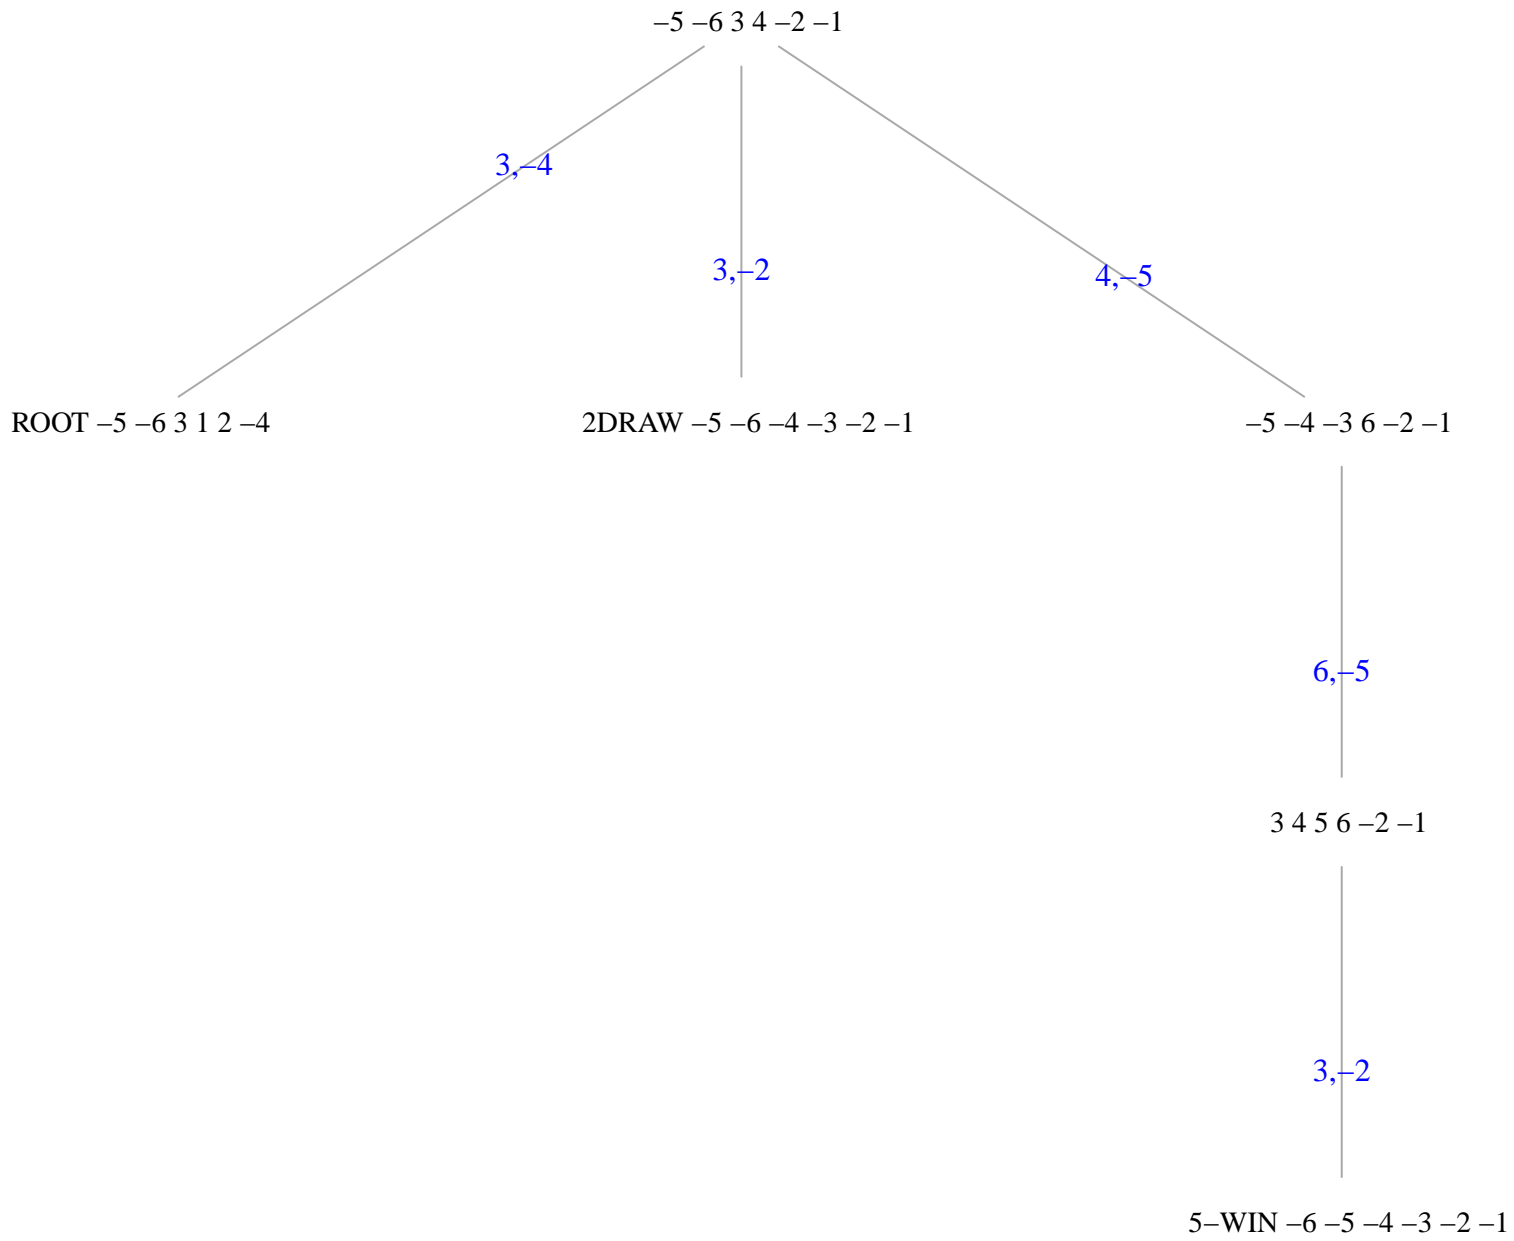 –5 –6 3 4 –2 –1
3,–4
3,–2
4,–5
ROOT –5 –6 3 1 2 –4
2DRAW –5 –6 –4 –3 –2 –1
–5 –4 –3 6 –2 –1
6,–5
3 4 5 6 –2 –1
3,–2
5–WIN –6 –5 –4 –3 –2 –1